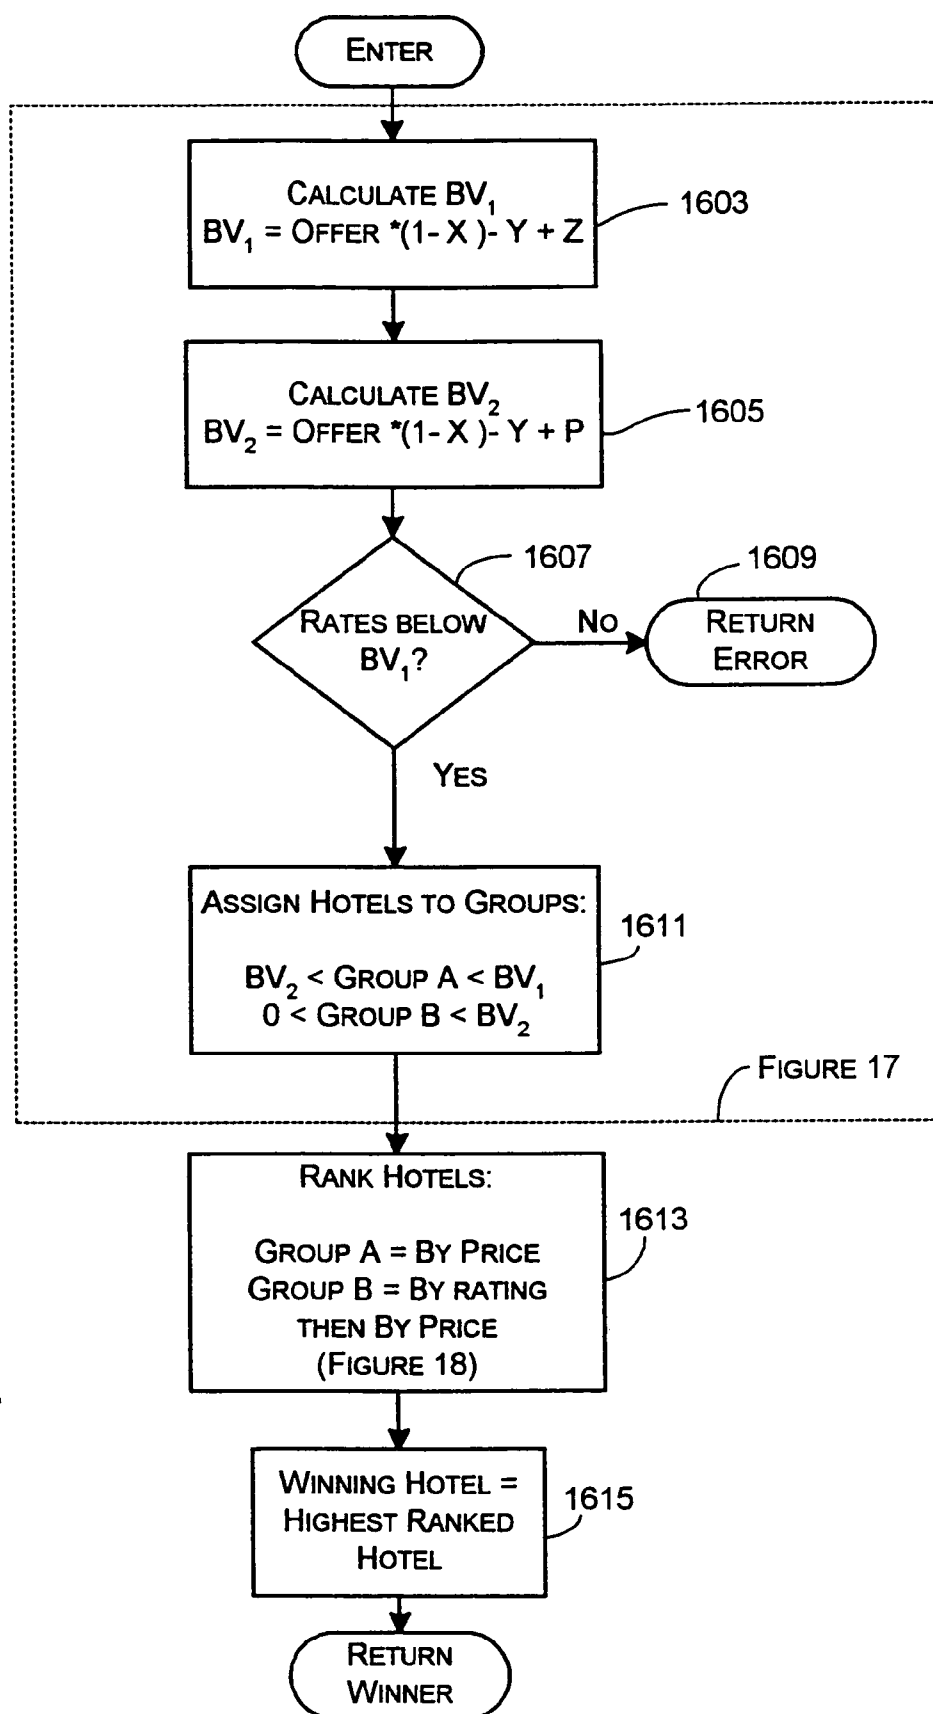 ENTER
CALCULATE BV₁
BV₁ = OFFER *(1- X )- Y + Z
1603
CALCULATE BV₂
BV₂ = OFFER *(1- X )- Y + P
1605
1607
RATES BELOW
BV₁?
NO
1609
RETURN
ERROR
YES
ASSIGN HOTELS TO GROUPS:
BV₂ < GROUP A < BV₁
0 < GROUP B < BV₂
1611
FIGURE 17
RANK HOTELS:
GROUP A = BY PRICE
GROUP B = BY RATING
THEN BY PRICE
(FIGURE 18)
1613
WINNING HOTEL =
HIGHEST RANKED
HOTEL
1615
RETURN
WINNER